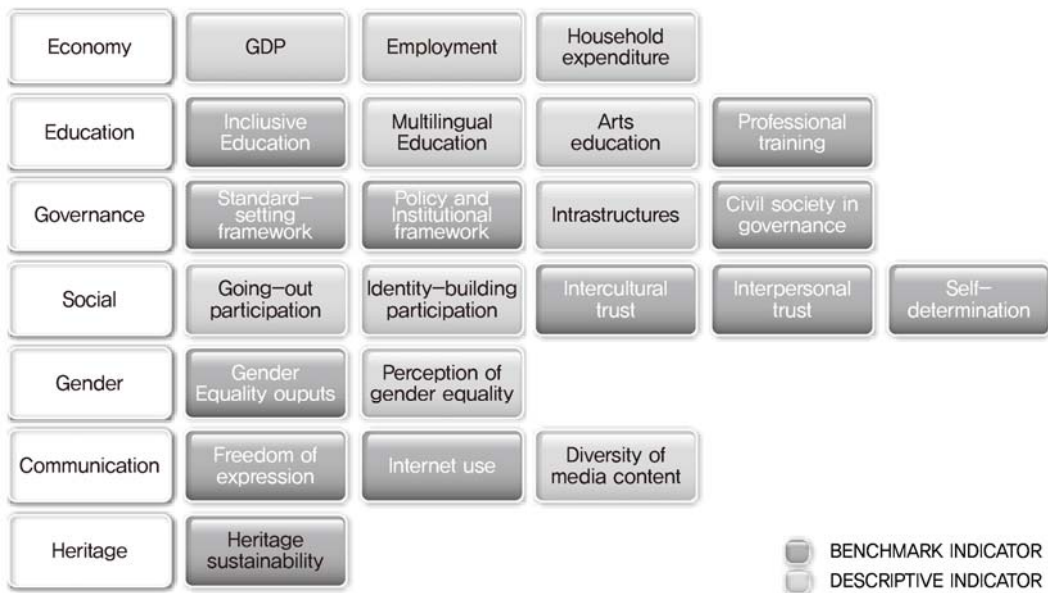 Economy
GDP
Employment
Household
expenditure
Education
Incliusive
Education
Multilingual
Education
Arts
education
Professional
training
Governance
Standard–
setting
framework
Policy and
Institutional
framework
Intrastructures
Civil society in
governance
Social
Going–out
participation
Identity–building
participation
Intercultural
trust
Interpersonal
trust
Self–
determination
Gender
Gender
Equality ouputs
Perception of
gender equality
Communication
Freedom of
expression
Internet use
Diversity of
media content
Heritage
Heritage
sustainability
BENCHMARK INDICATOR
DESCRIPTIVE INDICATOR